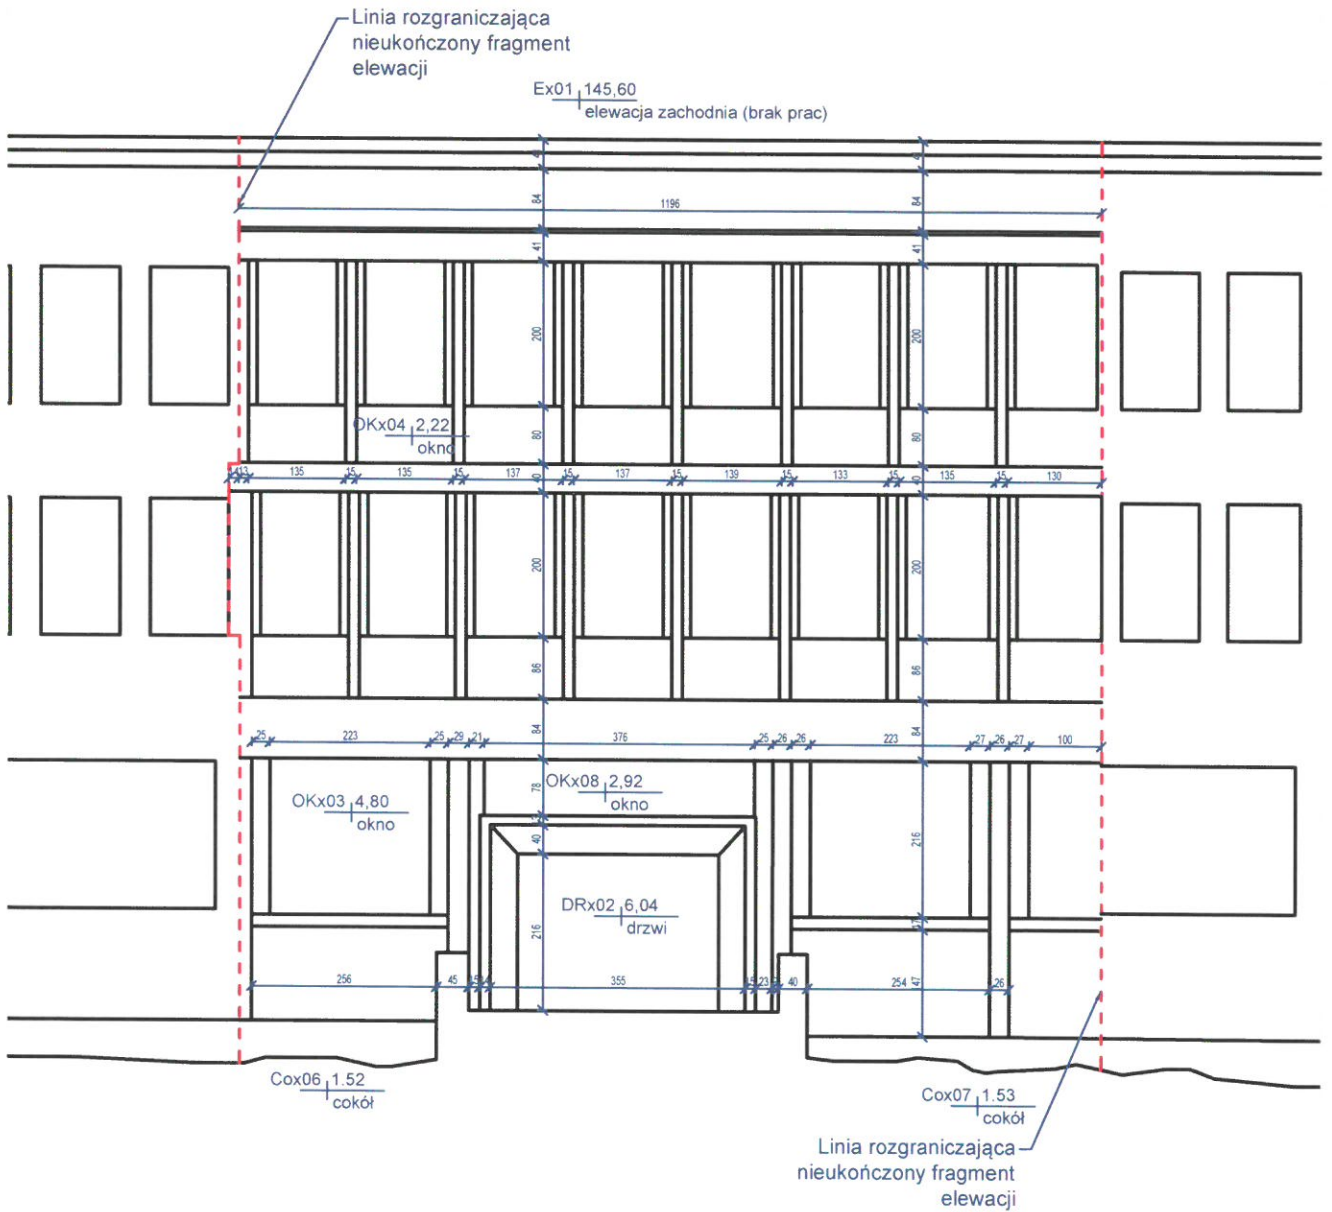 Linia rozgraniczająca
nieukończony fragment
elewacji
Ex01 145,60
elewacja zachodnia (brak prac)
84
84
1196
41
41
200
200
OKx04 2,22
okno
80
80
13 135 15 135 15 137 15 137 15 139 15 133 15 135 15 130
40
40
200
200
86
86
84
84
25 223 25 29 21 376 25 26 26 223 27 26 27 100
OKx03 4,80
okno
OKx08 2,92
okno
78
40
216
DRx02 6,04
drzwi
216
17
256 45 15 355 15 23 40 254 26
47
Cox06 1.52
cokół
Cox07 1.53
cokół
Linia rozgraniczająca
nieukończony fragment
elewacji